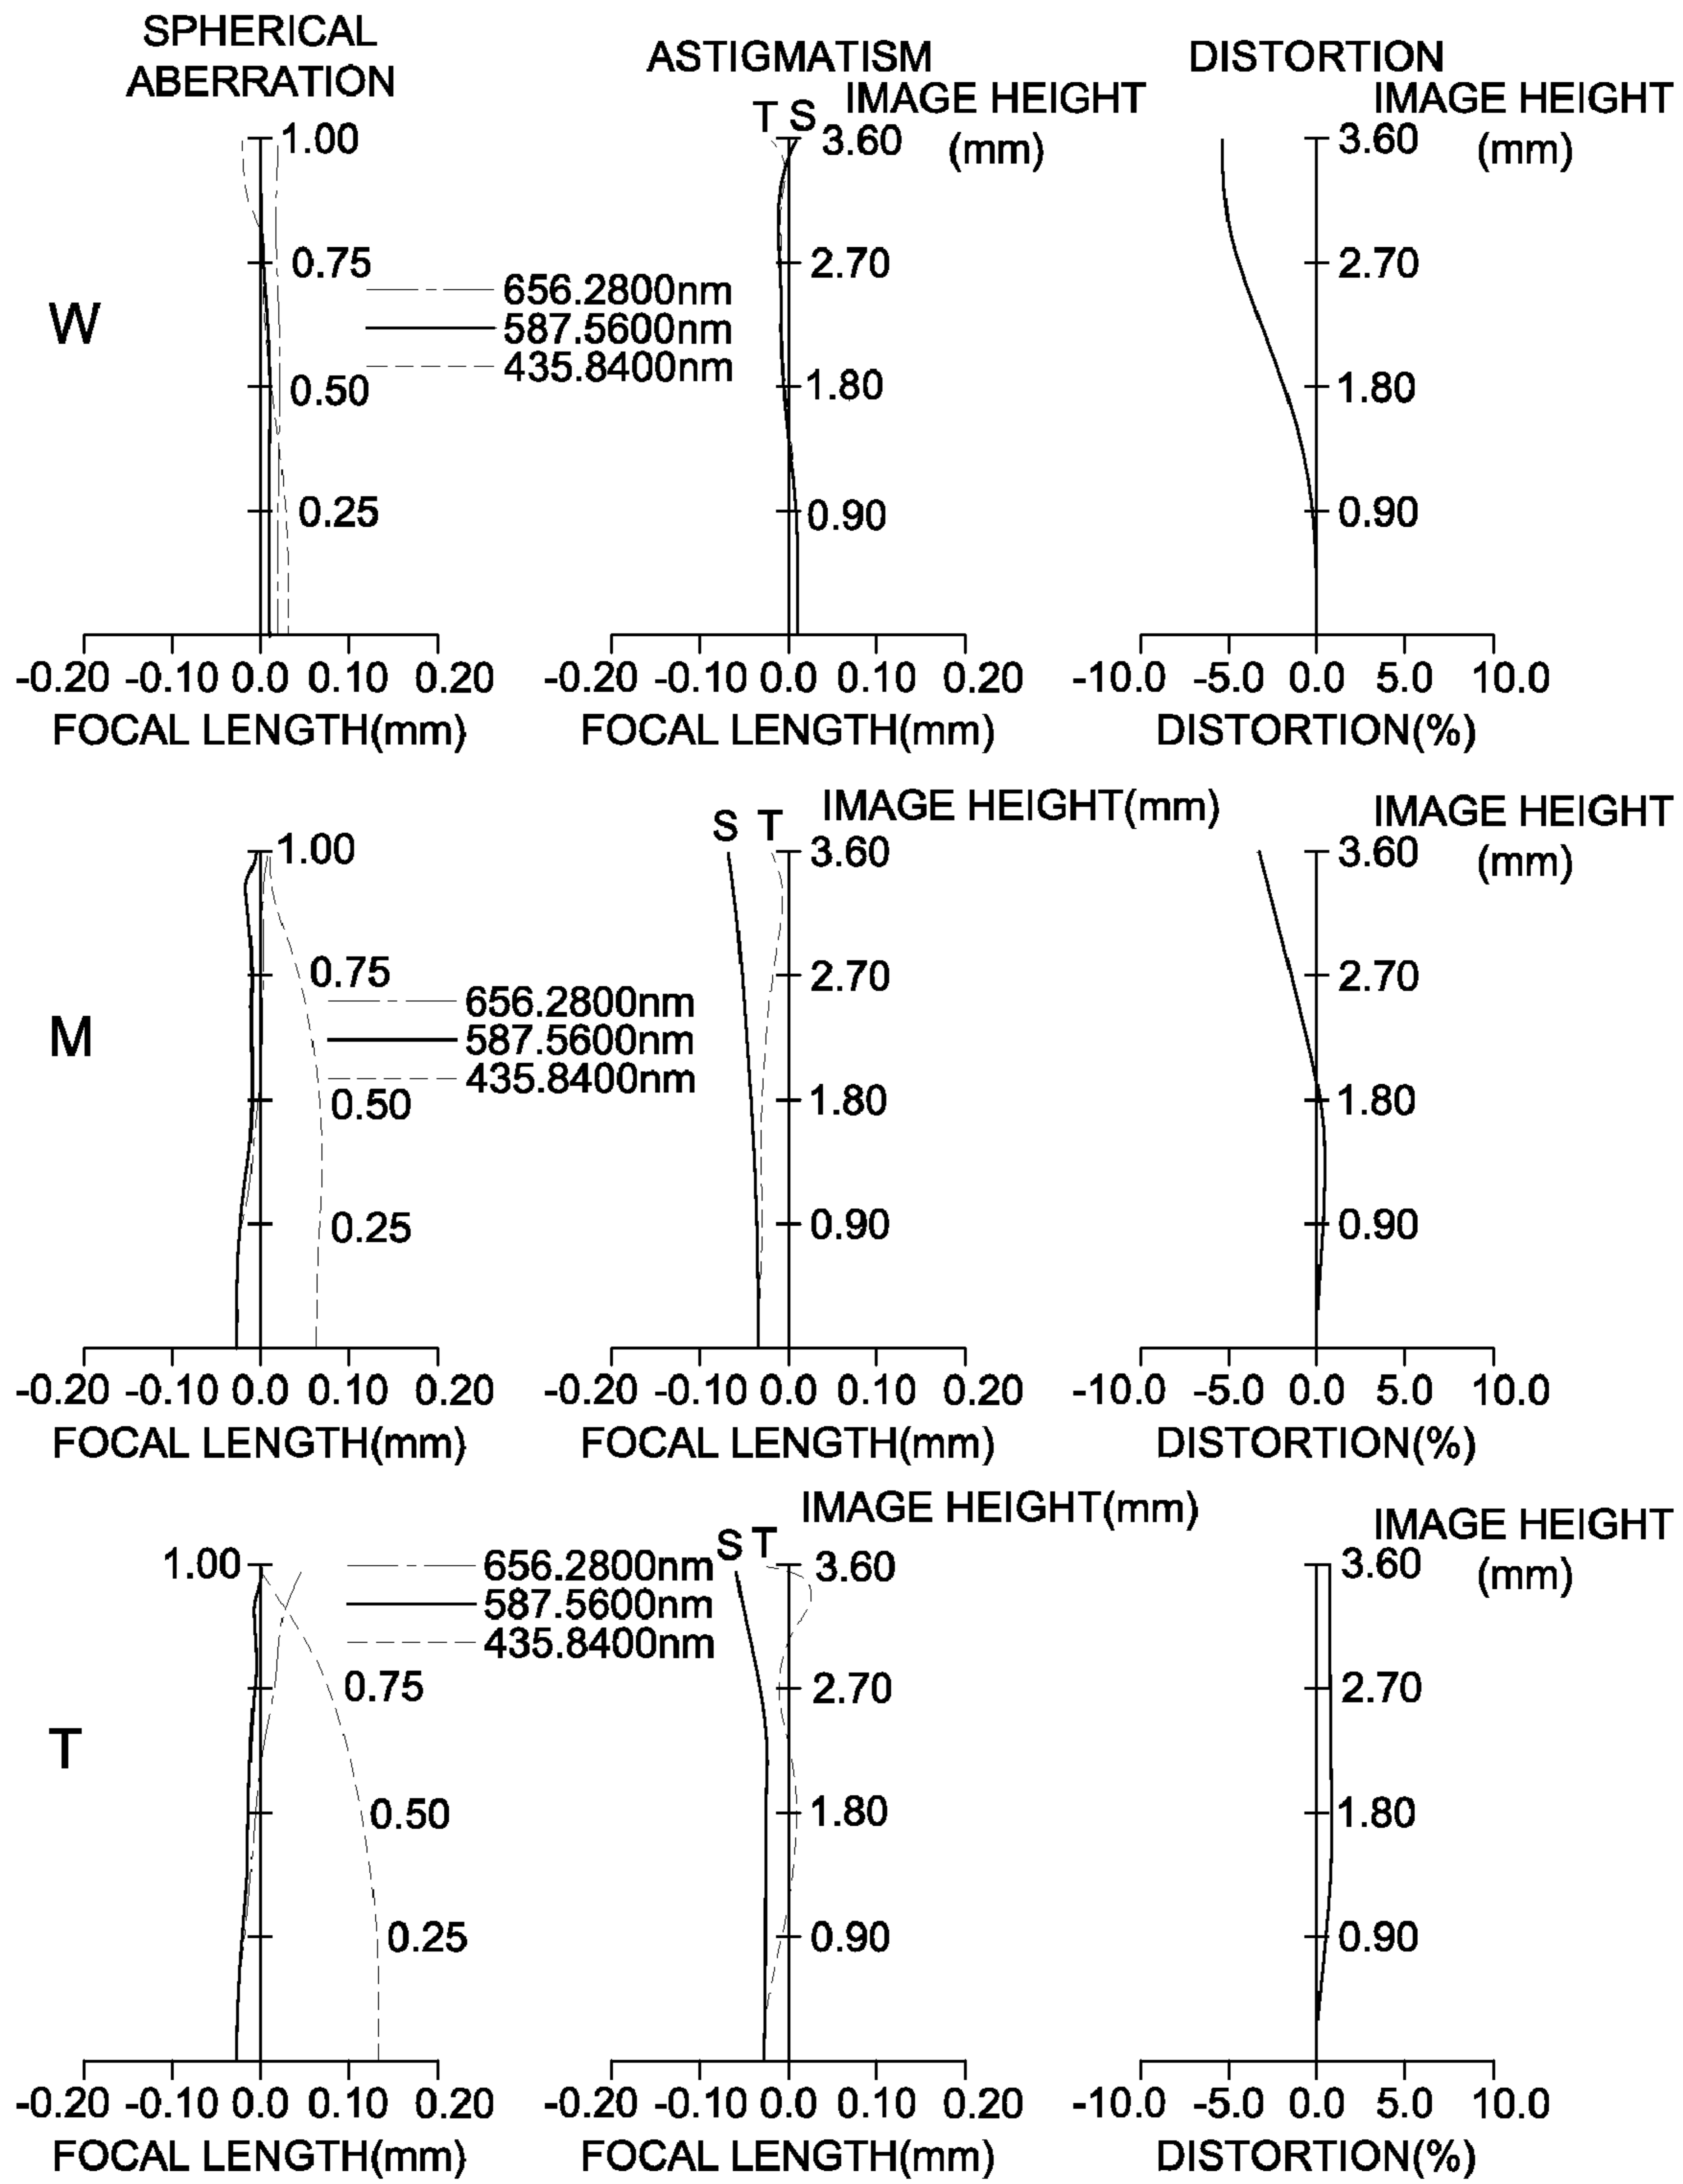 SPHERICAL
ABERRATION
1.00
0.75
0.50
0.25
W
656.2800nm
587.5600nm
435.8400nm
-0.20 -0.10 0.0 0.10 0.20
FOCAL LENGTH(mm)
ASTIGMATISM
T S
IMAGE HEIGHT
(mm)
3.60
2.70
1.80
0.90
-0.20 -0.10 0.0 0.10 0.20
FOCAL LENGTH(mm)
DISTORTION
IMAGE HEIGHT
(mm)
3.60
2.70
1.80
0.90
-10.0 -5.0 0.0 5.0 10.0
DISTORTION(%)
M
1.00
0.75
656.2800nm
587.5600nm
435.8400nm
0.50
0.25
-0.20 -0.10 0.0 0.10 0.20
FOCAL LENGTH(mm)
S T
IMAGE HEIGHT(mm)
3.60
2.70
1.80
0.90
-0.20 -0.10 0.0 0.10 0.20
FOCAL LENGTH(mm)
IMAGE HEIGHT
(mm)
3.60
2.70
1.80
0.90
-10.0 -5.0 0.0 5.0 10.0
DISTORTION(%)
T
1.00
656.2800nm
587.5600nm
435.8400nm
0.75
0.50
0.25
-0.20 -0.10 0.0 0.10 0.20
FOCAL LENGTH(mm)
S T
IMAGE HEIGHT(mm)
3.60
2.70
1.80
0.90
-0.20 -0.10 0.0 0.10 0.20
FOCAL LENGTH(mm)
IMAGE HEIGHT
(mm)
3.60
2.70
1.80
0.90
-10.0 -5.0 0.0 5.0 10.0
DISTORTION(%)